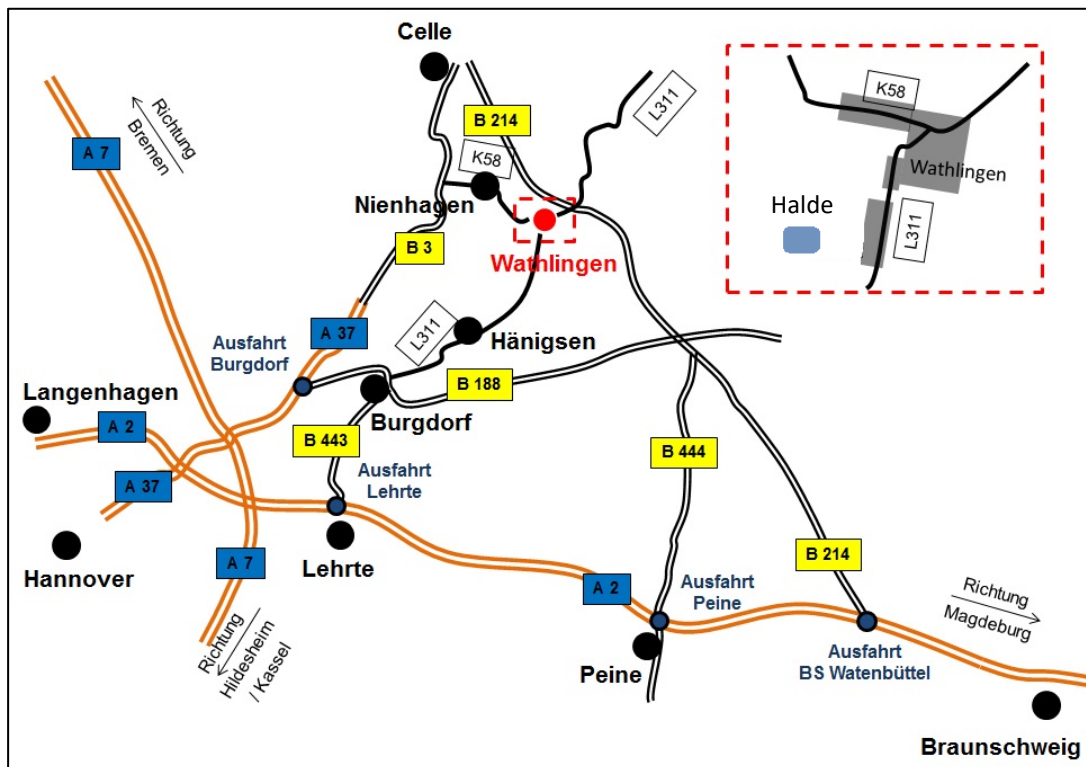 Celle
Richtung
Bremen
A 7
B 214
L311
K58
K58
Wathlingen
Nienhagen
Halde
L311
B 3
Wathlingen
A 37
L311
Hänigsen
Ausfahrt
Burgdorf
Langenhagen
B 188
A 2
Burgdorf
B 443
B 444
Ausfahrt
Lehrte
A 37
Hannover
A 7
Lehrte
B 214
A 2
Ausfahrt
Peine
Richtung
Magdeburg
Richtung
Hildesheim
/ Kassel
Peine
Ausfahrt
BS Watenbüttel
Braunschweig